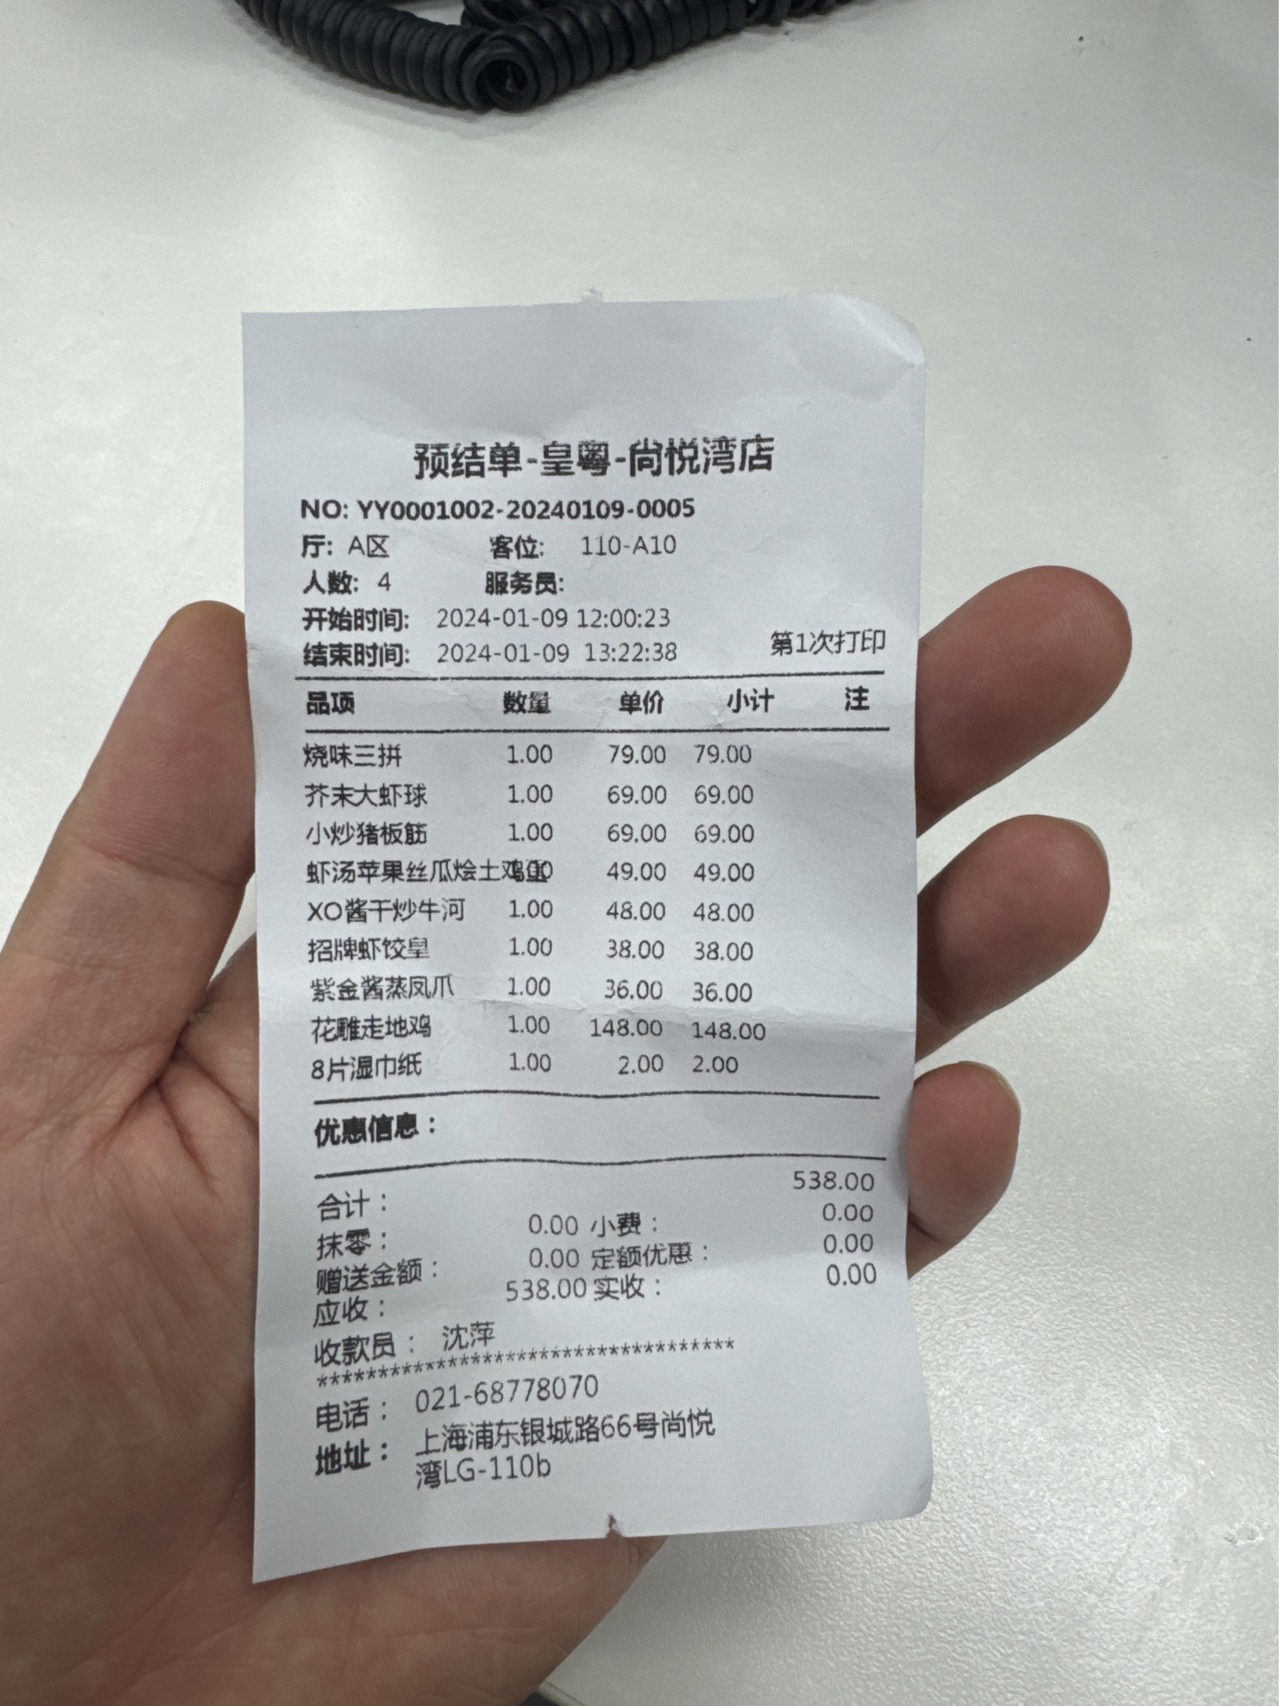 预结单-皇粤-尚悦湾店
NO: YY0001002-20240109-0005
厅: A区 客位: 110-A10
人数: 4 服务员:
开始时间: 2024-01-09 12:00:23
结束时间: 2024-01-09 13:22:38 第1次打印
品项 数量 单价 小计 注
烧味三拼 1.00 79.00 79.00
芥末大虾球 1.00 69.00 69.00
小炒猪板筋 1.00 69.00 69.00
虾汤苹果丝瓜烩土鸡蛋 49.00 49.00
XO酱干炒牛河 1.00 48.00 48.00
招牌虾饺皇 1.00 38.00 38.00
紫金酱蒸凤爪 1.00 36.00 36.00
花雕走地鸡 1.00 148.00 148.00
8片湿巾纸 1.00 2.00 2.00
优惠信息：
合计： 538.00
抹零： 0.00 小费： 0.00
赠送金额： 0.00 定额优惠： 0.00
应收： 538.00 实收： 0.00
收款员： 沈萍
***********************************
电话： 021-68778070
地址： 上海浦东银城路66号尚悦
湾LG-110b